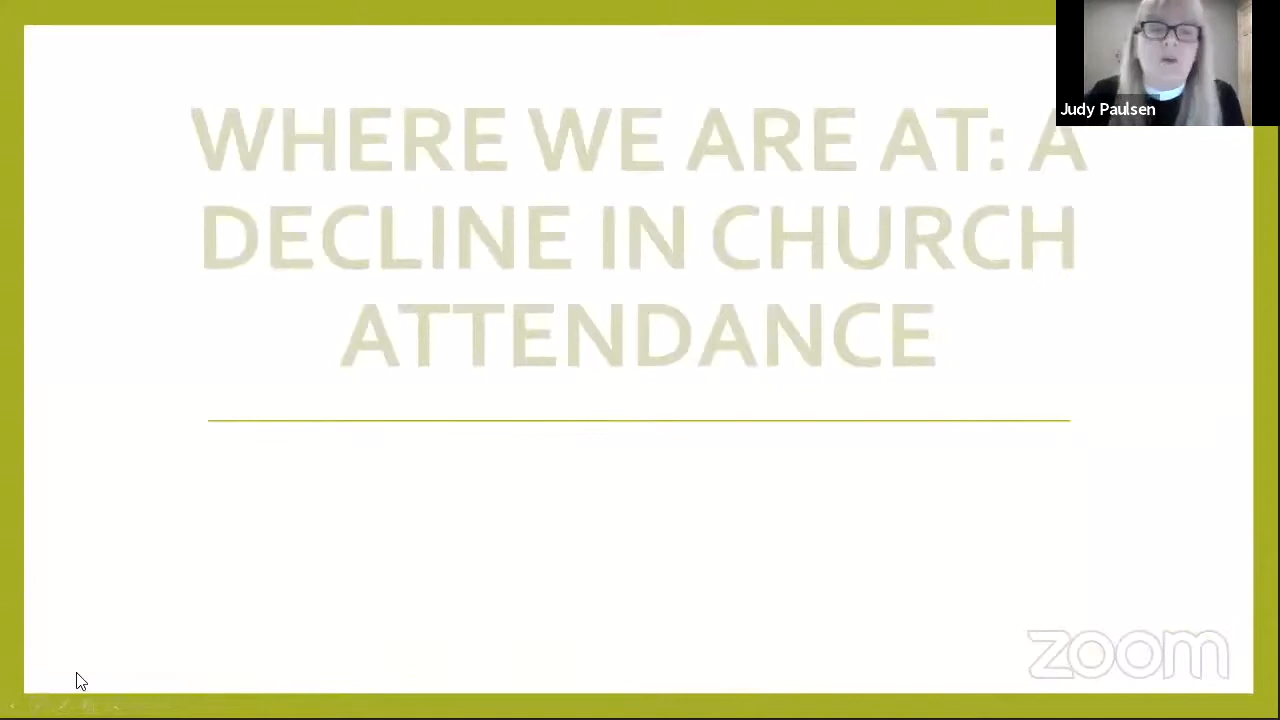 WHERE WE ARE AT: A
DECLINE IN CHURCH
ATTENDANCE
Judy Paulsen
zoom